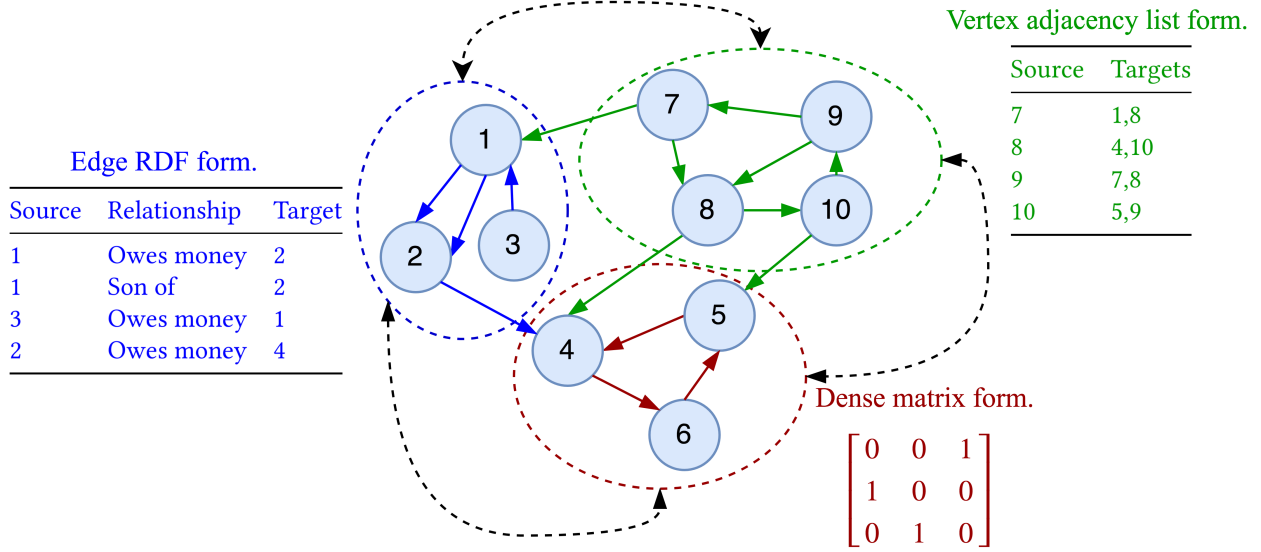 Vertex adjacency list form.
Source Targets
7 1,8
8 4,10
9 7,8
10 5,9
Edge RDF form.
Source Relationship Target
1 Owes money 2
1 Son of 2
3 Owes money 1
2 Owes money 4
7
9
1
8
10
3
2
5
4
6
Dense matrix form.
0 0 1
1 0 0
0 1 0